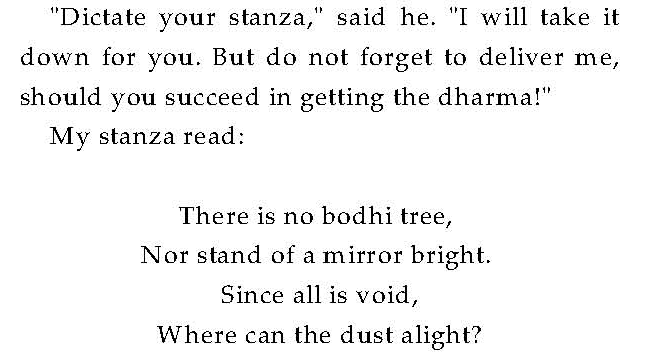 "Dictate your stanza," said he. "I will take it
down for you. But do not forget to deliver me,
should you succeed in getting the dharma!"
My stanza read:
There is no bodhi tree,
Nor stand of a mirror bright.
Since all is void,
Where can the dust alight?